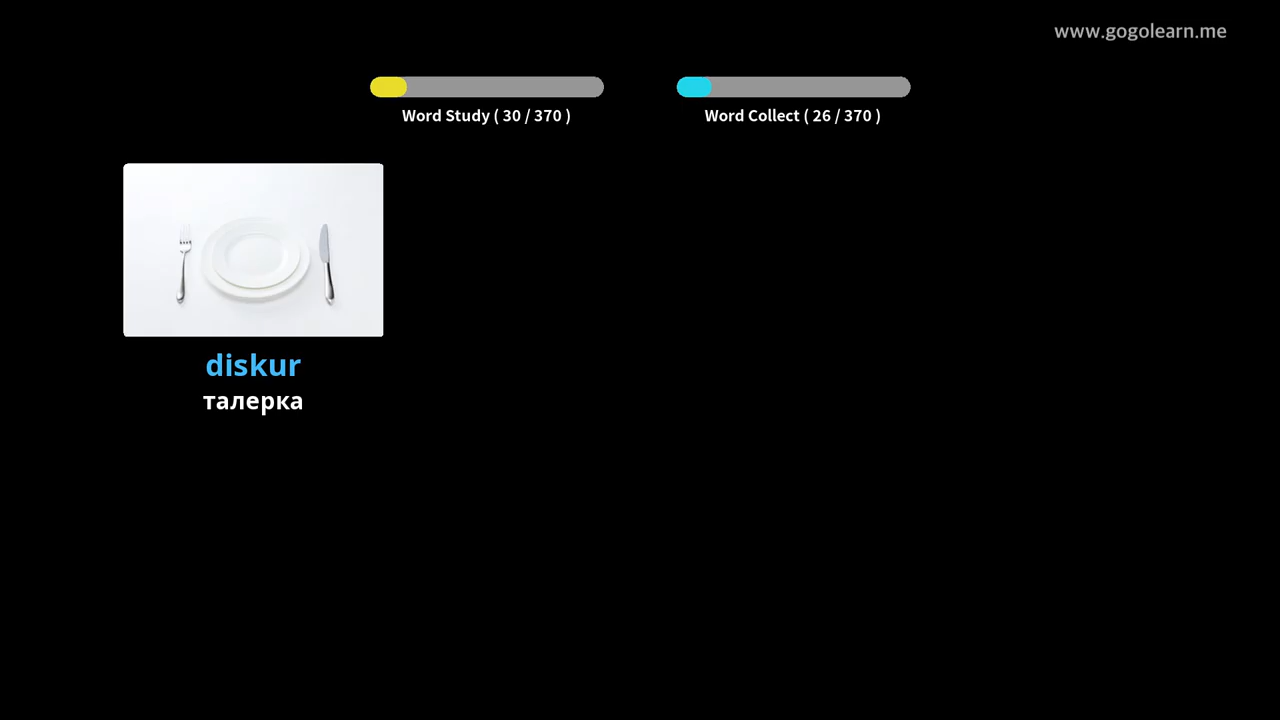 www.gogolearn.me
Word Study ( 30 / 370 )
Word Collect ( 26 / 370 )
diskur
талерка